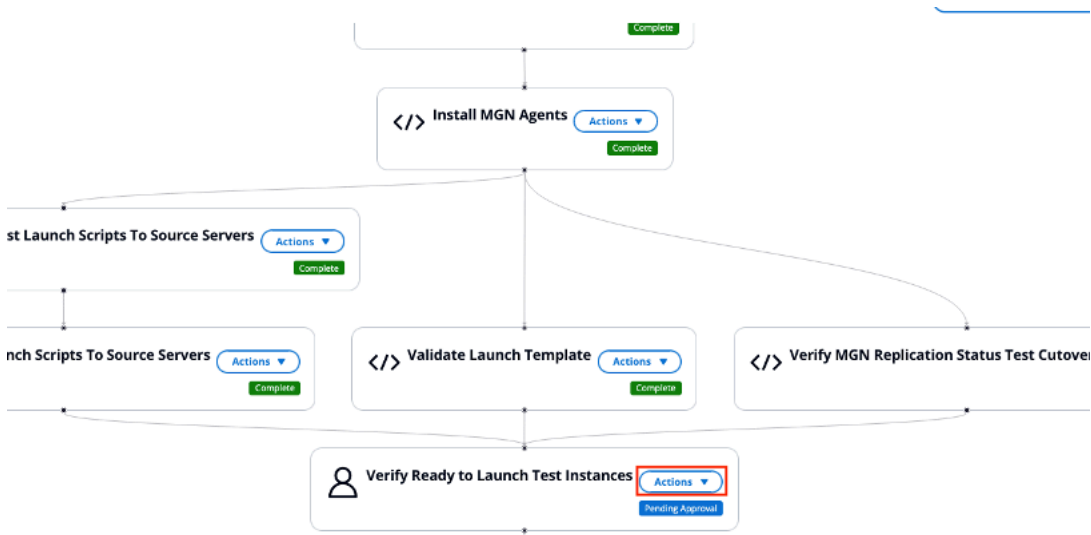 Complete
Install MGN Agents
Actions ▼
Complete
st Launch Scripts To Source Servers
Actions ▼
Complete
nch Scripts To Source Servers
Actions ▼
Complete
Validate Launch Template
Actions ▼
Complete
Verify MGN Replication Status Test Cutover
Verify Ready to Launch Test Instances
Actions ▼
Pending Approval